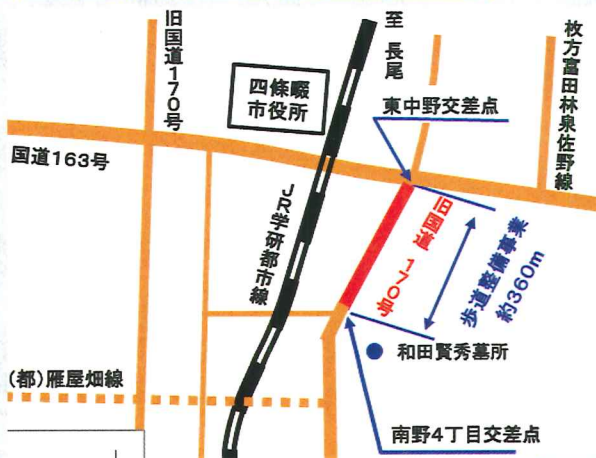 旧国道170号
至 長尾
枚方富田林泉佐野線
四條畷
市役所
東中野交差点
国道163号
JR学研都市線
旧国道 170号
歩道整備事業
約360m
和田賢秀墓所
(都)雁屋畑線
南野4丁目交差点